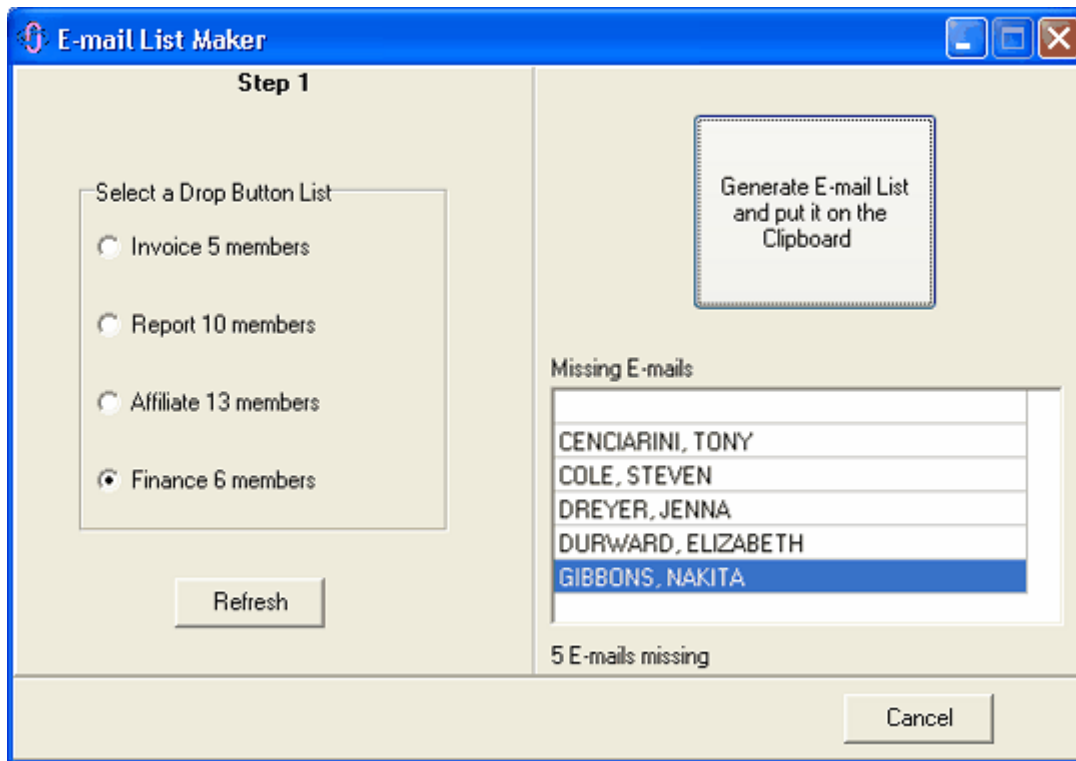 E-mail List Maker
Step 1
Select a Drop Button List
Invoice 5 members
Report 10 members
Affiliate 13 members
Finance 6 members
Refresh
Generate E-mail List
and put it on the
Clipboard
Missing E-mails
CENCIARINI, TONY
COLE, STEVEN
DREYER, JENNA
DURWARD, ELIZABETH
GIBBONS, NAKITA
5 E-mails missing
Cancel